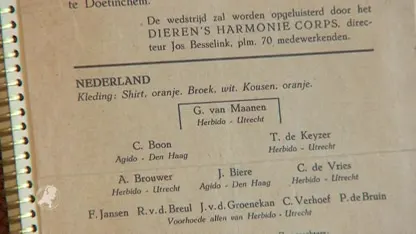 te Doetinchem.
De wedstrijd zal worden opgeluisterd door het
DIEREN'S HARMONIE CORPS, direc-
teur Jos Besselink, plm. 70 medewerkenden.
NEDERLAND
Kleding: Shirt, oranje. Broek, wit. Kousen, oranje.
G. van Maanen
Herbido - Utrecht
C. Boon T. de Keyzer
Agido - Den Haag Herbido - Utrecht
A. Brouwer J. Biere C. de Vries
Herbido - Utrecht Agido - Den Haag Herbido - Utrecht
F. Jansen R. v. d. Breul J. v. d. Groenekan C. Verhoef P. de Bruin
Voorhoede allen van Herbido - Utrecht